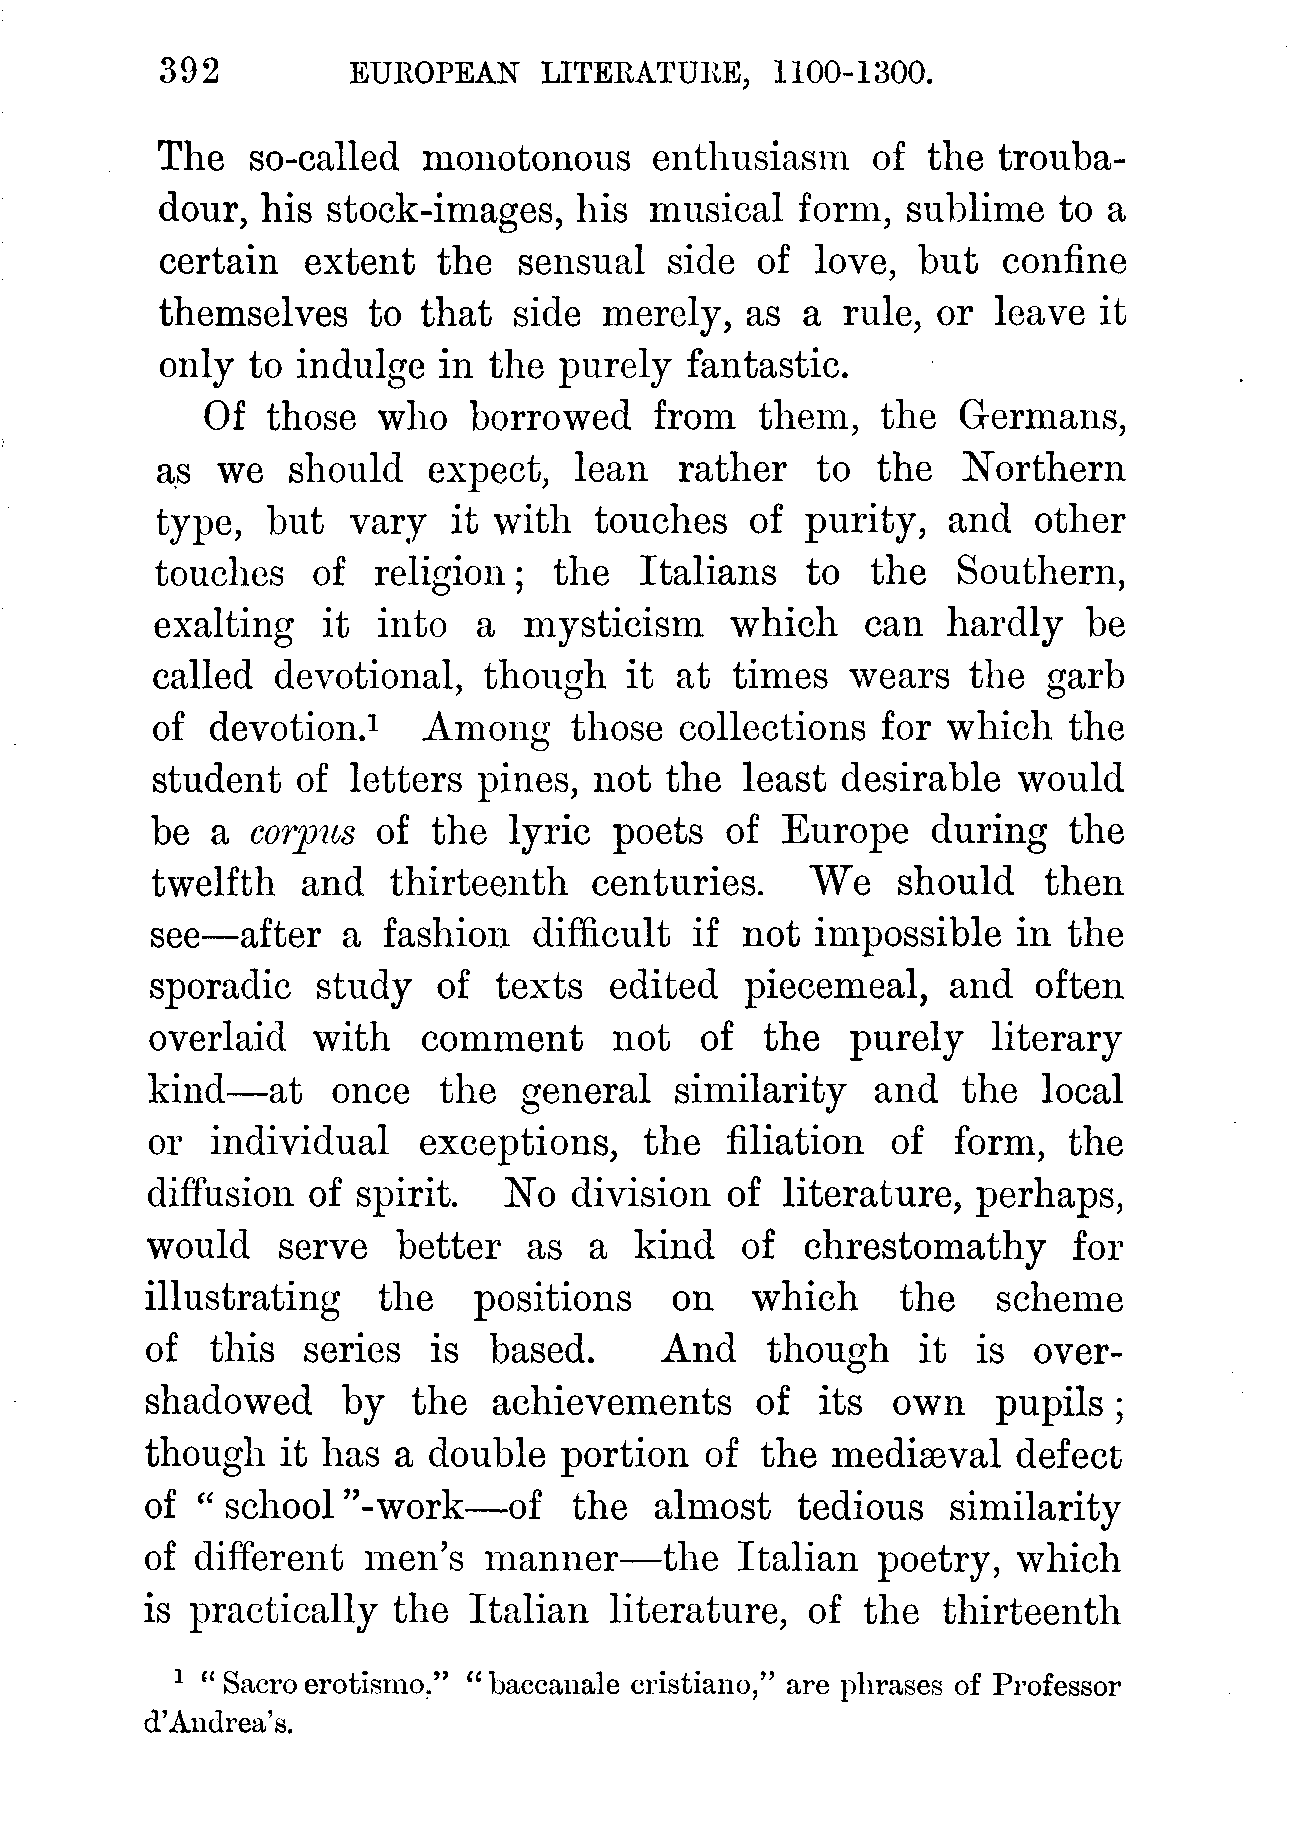 392 EUROPEAN LITERATURE, 1100-1300.
The so-called monotonous enthusiasm of the trouba-
dour, his stock-images, his musical form, sublime to a
certain extent the sensual side of love, but confine
themselves to that side merely, as a rule, or leave it
only to indulge in the purely fantastic.
Of those who borrowed from them, the Germans,
as we should expect, lean rather to the Northern
type, but vary it with touches of purity, and other
touches of religion; the Italians to the Southern,
exalting it into a mysticism which can hardly be
called devotional, though it at times wears the garb
of devotion.¹ Among those collections for which the
student of letters pines, not the least desirable would
be a corpus of the lyric poets of Europe during the
twelfth and thirteenth centuries. We should then
see—after a fashion difficult if not impossible in the
sporadic study of texts edited piecemeal, and often
overlaid with comment not of the purely literary
kind—at once the general similarity and the local
or individual exceptions, the filiation of form, the
diffusion of spirit. No division of literature, perhaps,
would serve better as a kind of chrestomathy for
illustrating the positions on which the scheme
of this series is based. And though it is over-
shadowed by the achievements of its own pupils;
though it has a double portion of the mediæval defect
of "school"-work—of the almost tedious similarity
of different men's manner—the Italian poetry, which
is practically the Italian literature, of the thirteenth
¹ "Sacro erotismo," "baccanale cristiano," are phrases of Professor
d'Andrea's.